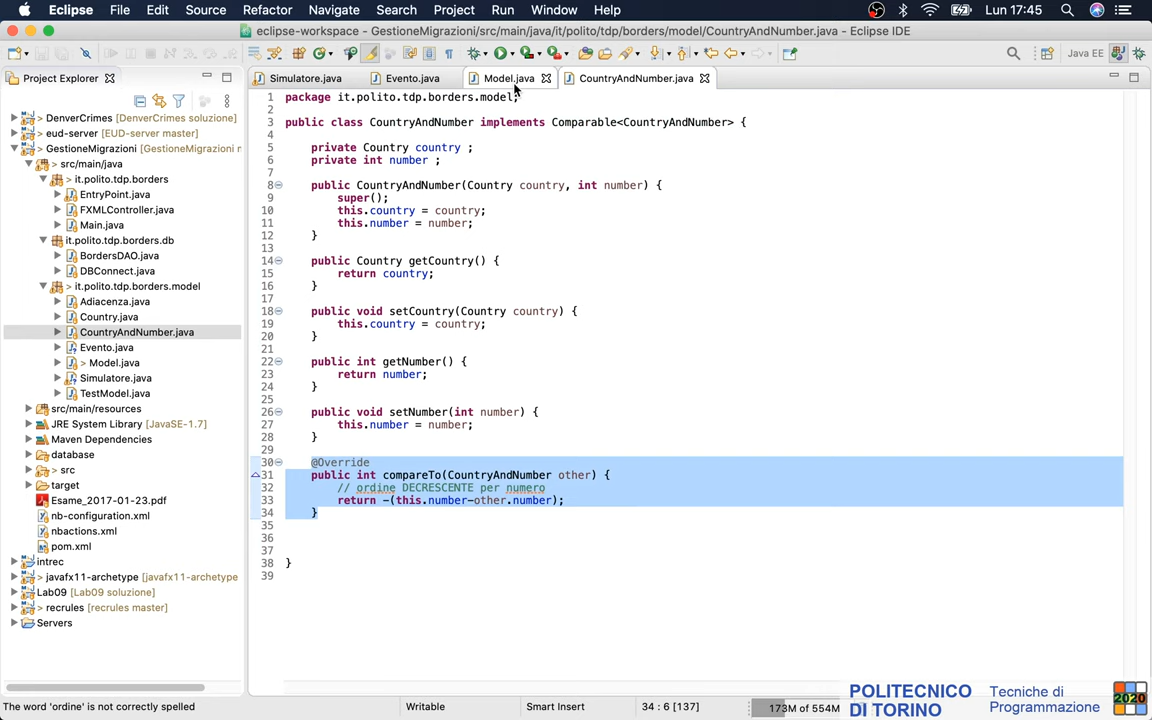 Eclipse File Edit Source Refactor Navigate Search Project Run Window Help Lun 17:45
eclipse-workspace - GestioneMigrazioni/src/main/java/it/polito/tdp/borders/model/CountryAndNumber.java - Eclipse IDE
Java EE
Project Explorer
Simulatore.java Evento.java Model.java CountryAndNumber.java
DenverCrimes [DenverCrimes soluzione]
> eud-server [EUD-server master]
> GestioneMigrazioni [GestioneMigrazioni r
> src/main/java
> it.polito.tdp.borders
EntryPoint.java
FXMLController.java
Main.java
it.polito.tdp.borders.db
BordersDAO.java
DBConnect.java
> it.polito.tdp.borders.model
Adiacenza.java
Country.java
CountryAndNumber.java
Evento.java
> Model.java
Simulatore.java
TestModel.java
src/main/resources
JRE System Library [JavaSE-1.7]
Maven Dependencies
database
> src
target
Esame_2017-01-23.pdf
nb-configuration.xml
nbactions.xml
pom.xml
intrec
> javafx11-archetype [javafx11-archetype
Lab09 [Lab09 soluzione]
> recrules [recrules master]
Servers
1 package it.polito.tdp.borders.model;
2
3 public class CountryAndNumber implements Comparable<CountryAndNumber> {
4
5 private Country country ;
6 private int number ;
7
8 public CountryAndNumber(Country country, int number) {
9 super();
10 this.country = country;
11 this.number = number;
12 }
13
14 public Country getCountry() {
15 return country;
16 }
17
18 public void setCountry(Country country) {
19 this.country = country;
20 }
21
22 public int getNumber() {
23 return number;
24 }
25
26 public void setNumber(int number) {
27 this.number = number;
28 }
29
30 @Override
31 public int compareTo(CountryAndNumber other) {
32 // ordine DECRESCENTE per numero
33 return -(this.number-other.number);
34 }
35
36
37
38 }
39
The word 'ordine' is not correctly spelled Writable Smart Insert 34 : 6 [137] 173M of 554M
POLITECNICO
DI TORINO
Tecniche di
Programmazione
2020